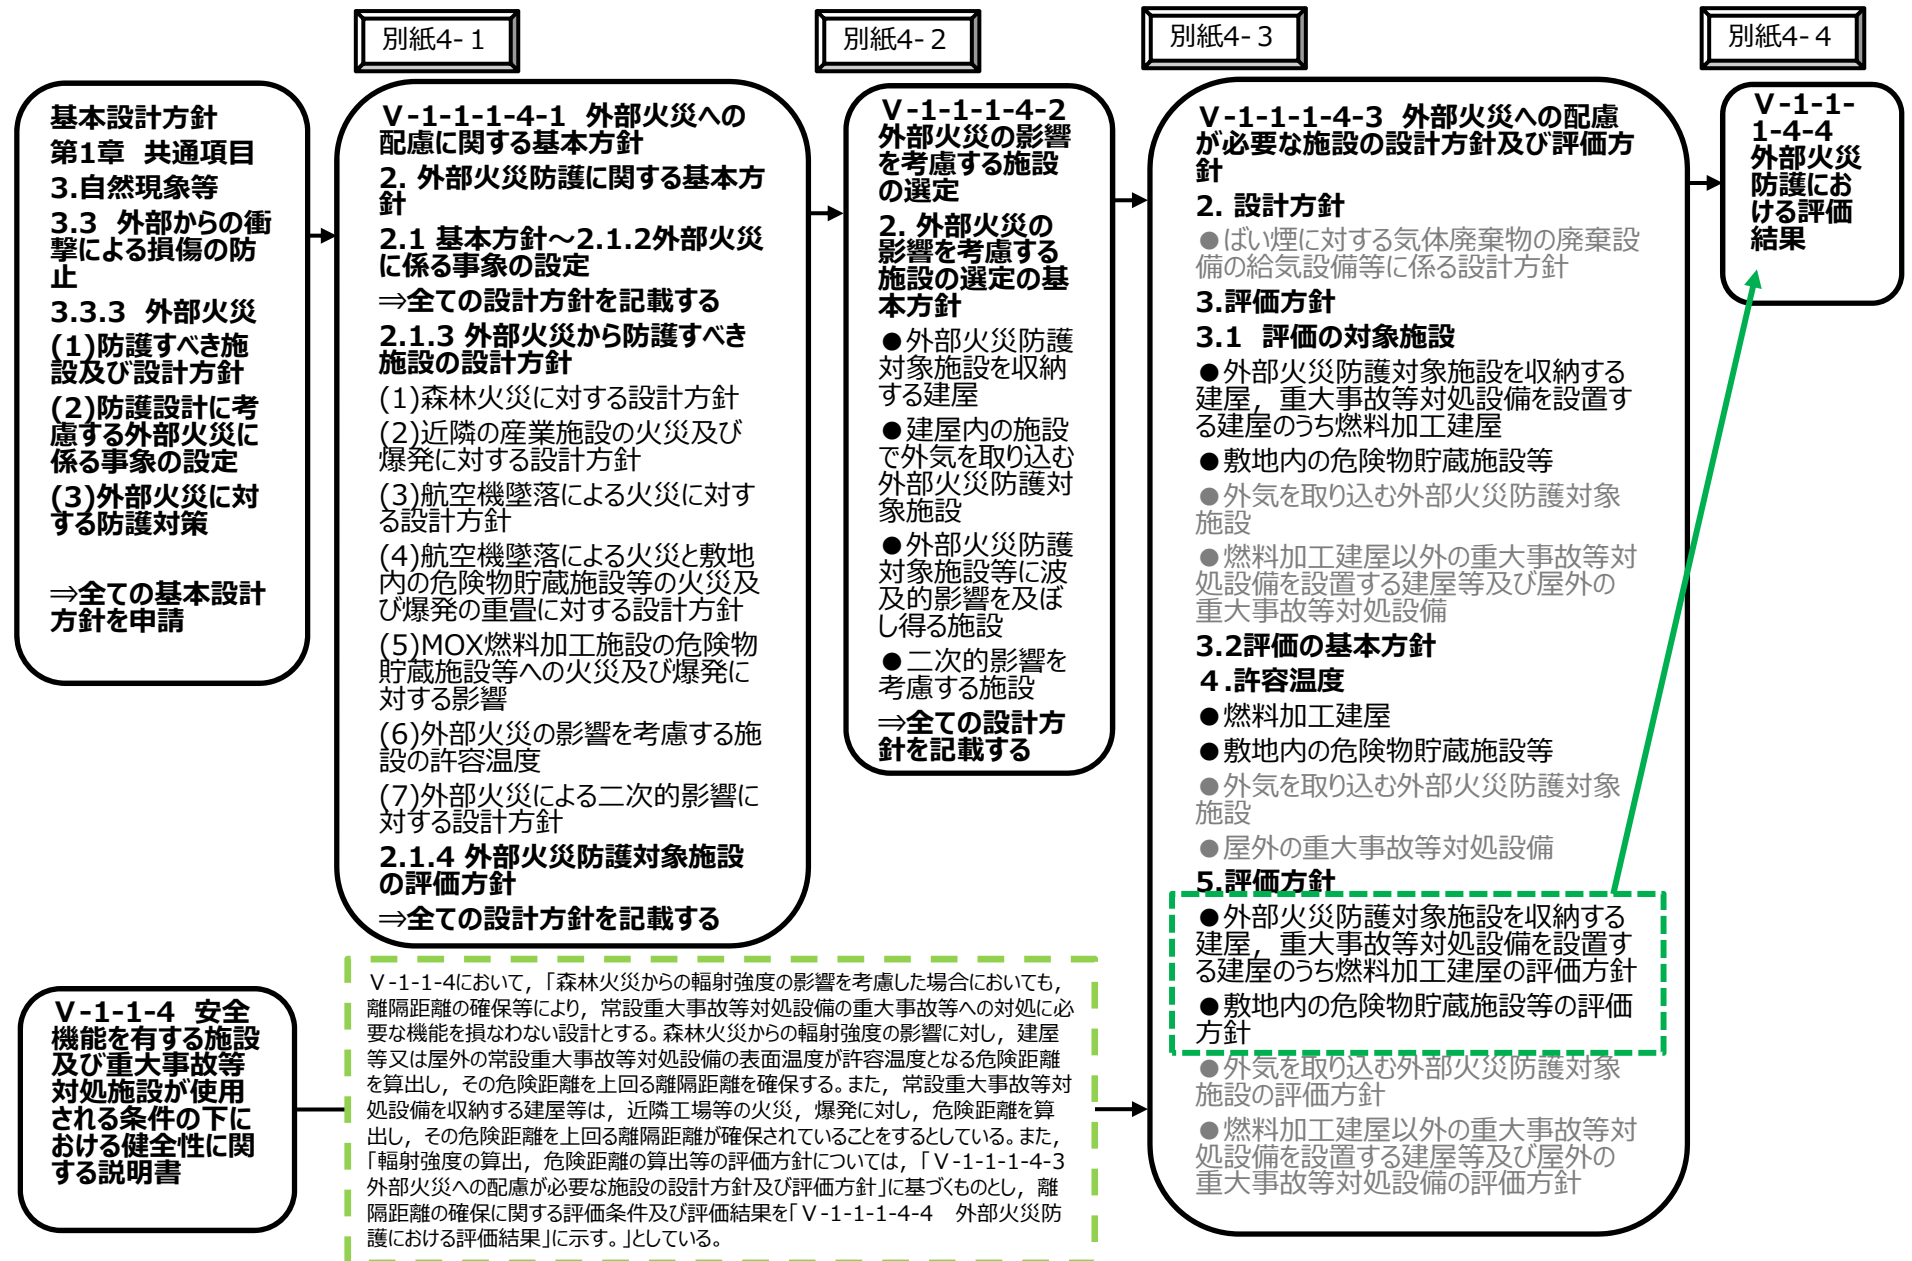 別紙4-１
別紙4-２
別紙4-３
別紙4-４
基本設計方針
第1章 共通項目
3.自然現象等
3.3 外部からの衝
撃による損傷の防
止
3.3.3 外部火災
(1)防護すべき施
設及び設計方針
(2)防護設計に考
慮する外部火災に
係る事象の設定
(3)外部火災に対
する防護対策
⇒全ての基本設計
方針を申請
Ⅴ-1-1-1-4-1 外部火災への
配慮に関する基本方針
2. 外部火災防護に関する基本方
針
2.1 基本方針～2.1.2外部火災
に係る事象の設定
⇒全ての設計方針を記載する
2.1.3 外部火災から防護すべき
施設の設計方針
(1)森林火災に対する設計方針
(2)近隣の産業施設の火災及び
爆発に対する設計方針
(3)航空機墜落による火災に対す
る設計方針
(4)航空機墜落による火災と敷地
内の危険物貯蔵施設等の火災及
び爆発の重畳に対する設計方針
(5)MOX燃料加工施設の危険物
貯蔵施設等への火災及び爆発に
対する影響
(6)外部火災の影響を考慮する施
設の許容温度
(7)外部火災による二次的影響に
対する設計方針
2.1.4 外部火災防護対象施設
の評価方針
⇒全ての設計方針を記載する
Ⅴ-1-1-1-4-2
外部火災の影響
を考慮する施設
の選定
2. 外部火災の
影響を考慮する
施設の選定の基
本方針
●外部火災防護
対象施設を収納
する建屋
●建屋内の施設
で外気を取り込む
外部火災防護対
象施設
●外部火災防護
対象施設等に波
及的影響を及ぼ
し得る施設
●二次的影響を
考慮する施設
⇒全ての設計方
針を記載する
Ⅴ-1-1-1-4-3 外部火災への配慮
が必要な施設の設計方針及び評価方
針
2. 設計方針
●ばい煙に対する気体廃棄物の廃棄設
備の給気設備等に係る設計方針
3.評価方針
3.1 評価の対象施設
●外部火災防護対象施設を収納する
建屋，重大事故等対処設備を設置す
る建屋のうち燃料加工建屋
●敷地内の危険物貯蔵施設等
●外気を取り込む外部火災防護対象
施設
●燃料加工建屋以外の重大事故等対
処設備を設置する建屋等及び屋外の
重大事故等対処設備
3.2評価の基本方針
４.許容温度
●燃料加工建屋
●敷地内の危険物貯蔵施設等
●外気を取り込む外部火災防護対象
施設
●屋外の重大事故等対処設備
5.評価方針
●外部火災防護対象施設を収納する
建屋，重大事故等対処設備を設置す
る建屋のうち燃料加工建屋の評価方針
●敷地内の危険物貯蔵施設等の評価
方針
●外気を取り込む外部火災防護対象
施設の評価方針
●燃料加工建屋以外の重大事故等対
処設備を設置する建屋等及び屋外の
重大事故等対処設備の評価方針
Ⅴ-1-1-
1-4-4
外部火災
防護にお
ける評価
結果
Ⅴ-1-1-4 安全
機能を有する施設
及び重大事故等
対処施設が使用
される条件の下に
おける健全性に関
する説明書
Ⅴ-1-1-4において，「森林火災からの輻射強度の影響を考慮した場合においても，
離隔距離の確保等により，常設重大事故等対処設備の重大事故等への対処に必
要な機能を損なわない設計とする。森林火災からの輻射強度の影響に対し，建屋
等又は屋外の常設重大事故等対処設備の表面温度が許容温度となる危険距離
を算出し，その危険距離を上回る離隔距離を確保する。また，常設重大事故等対
処設備を収納する建屋等は，近隣工場等の火災，爆発に対し，危険距離を算
出し，その危険距離を上回る離隔距離が確保されていることをするとしている。また，
「輻射強度の算出，危険距離の算出等の評価方針については，「Ⅴ-1-1-1-4-3
外部火災への配慮が必要な施設の設計方針及び評価方針」に基づくものとし，離
隔距離の確保に関する評価条件及び評価結果を「Ⅴ-1-1-1-4-4 外部火災防
護における評価結果」に示す。」としている。